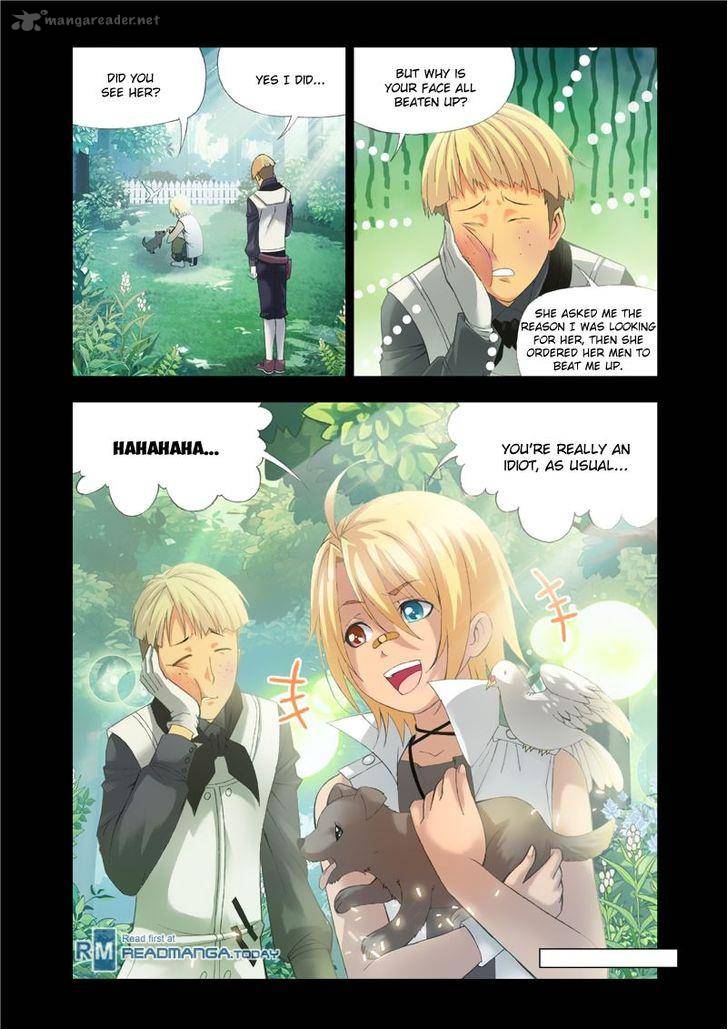 mangareader.net
DID YOU
SEE HER?
YES I DID...
BUT WHY IS
YOUR FACE ALL
BEATEN UP?
SHE ASKED ME THE
REASON I WAS LOOKING
FOR HER, THEN SHE
ORDERED HER MEN TO
BEAT ME UP.
HAHAHAHA...
YOU'RE REALLY AN
IDIOT, AS USUAL...
RM
Read first at
READMANGA.TODAY